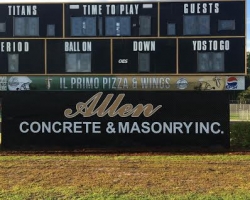 TITANS TIME TO PLAY GUESTS
PERIOD BALL ON DOWN YDS TO GO
IL PRIMO PIZZA & WINGS
Allen
CONCRETE & MASONRY INC.